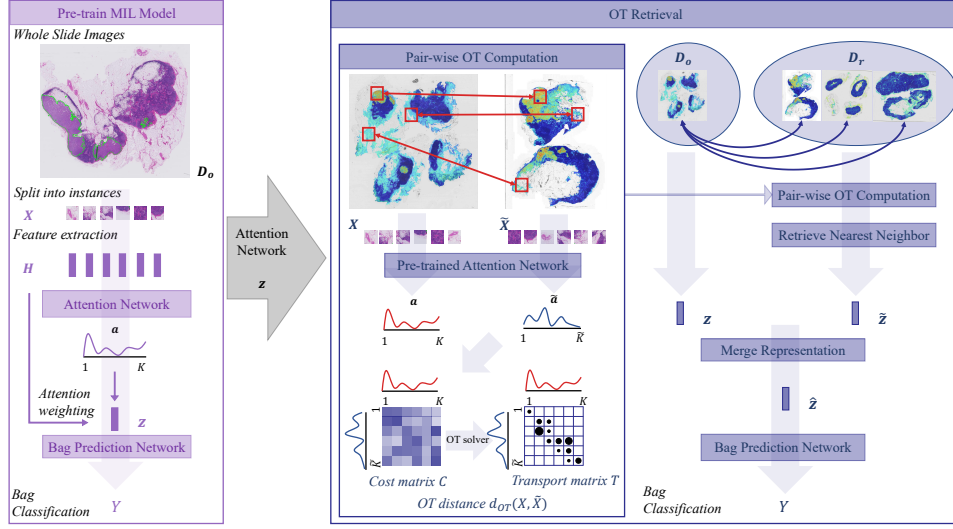 Pre-train MIL Model
Whole Slide Images
D_o
Split into instances
X
Feature extraction
H
Attention Network
a
1 K
Attention
weighting
z
Bag Prediction Network
Bag
Classification
Y
Attention
Network
z
OT Retrieval
Pair-wise OT Computation
X
X̃
Pre-trained Attention Network
a
ã
1 K
1 K̃
1 K
1 K
1
K̃
OT solver
1
K̃
Cost matrix C
Transport matrix T
OT distance d_OT(X, X̃)
D_o
D_r
Pair-wise OT Computation
Retrieve Nearest Neighbor
z
z̃
Merge Representation
ẑ
Bag Prediction Network
Bag
Classification
Y